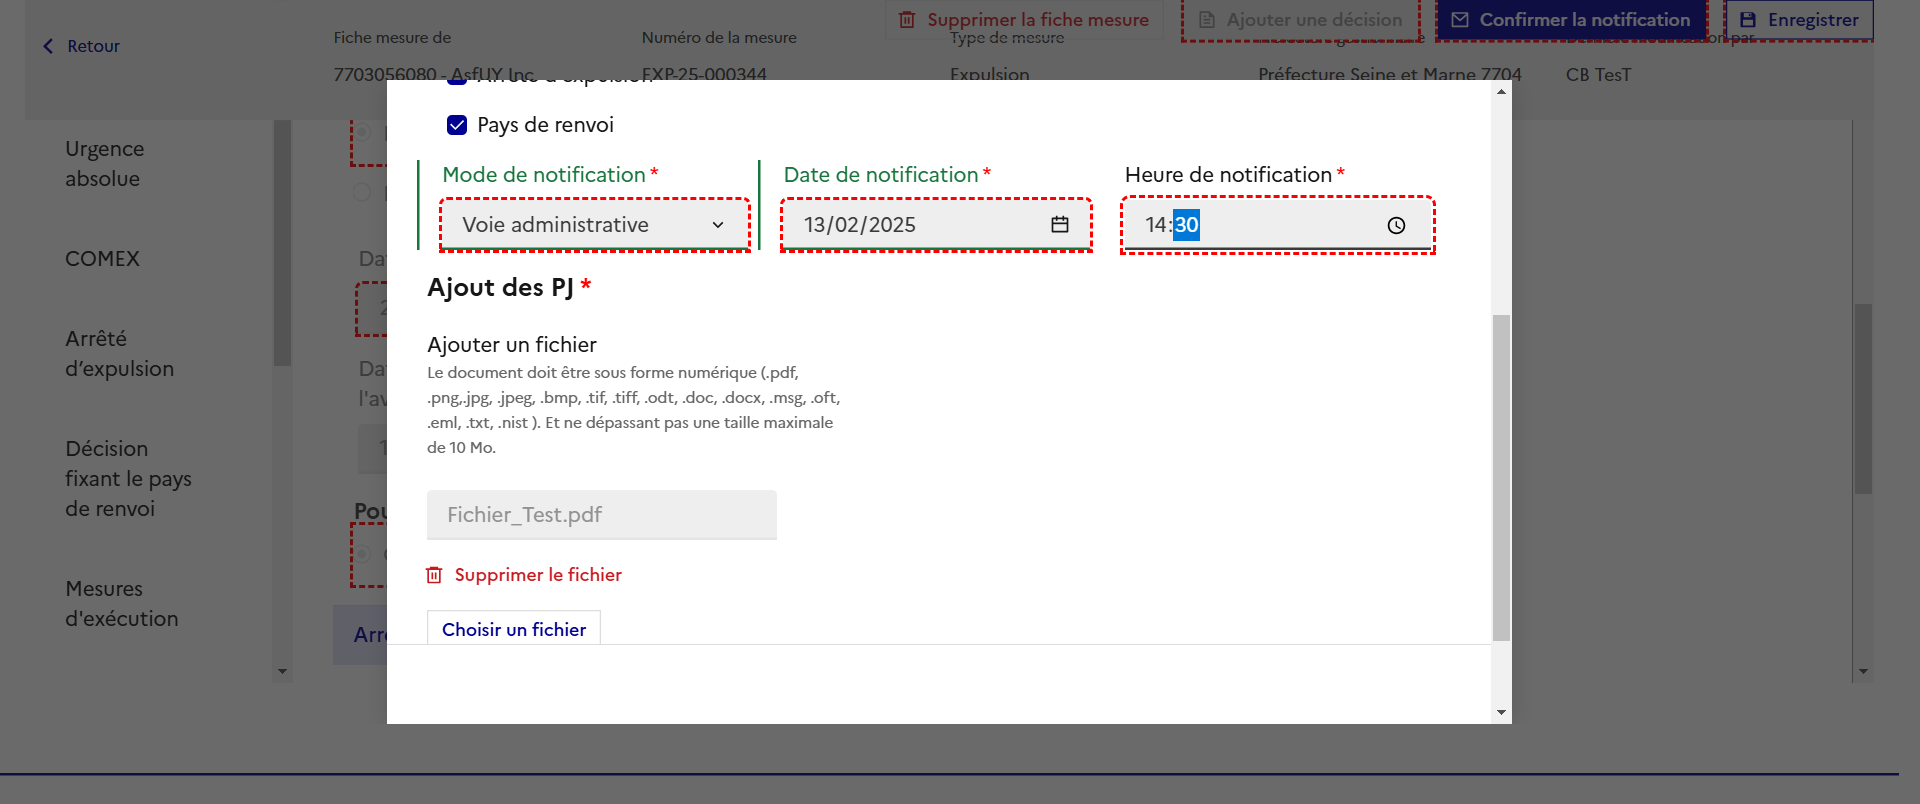 Supprimer la fiche mesure
Ajouter une décision
Confirmer la notification
Enregistrer
Retour
Fiche mesure de
Numéro de la mesure
Type de mesure
par
7703056080 - AsfUY Inc
EXP-25-000344
Expulsion
Préfecture Seine et Marne 7704
CB TesT
Arrêté d'expulsion
Pays de renvoi
Urgence
absolue
Mode de notification *
Date de notification *
Heure de notification *
Voie administrative
13/02/2025
14:30
COMEX
Ajout des PJ *
Arrêté
d’expulsion
Ajouter un fichier
Le document doit être sous forme numérique (.pdf,
.png,.jpg, .jpeg, .bmp, .tif, .tiff, .odt, .doc, .docx, .msg, .oft,
.eml, .txt, .nist ). Et ne dépassant pas une taille maximale
de 10 Mo.
Décision
fixant le pays
de renvoi
Fichier_Test.pdf
Supprimer le fichier
Mesures
d'exécution
Choisir un fichier